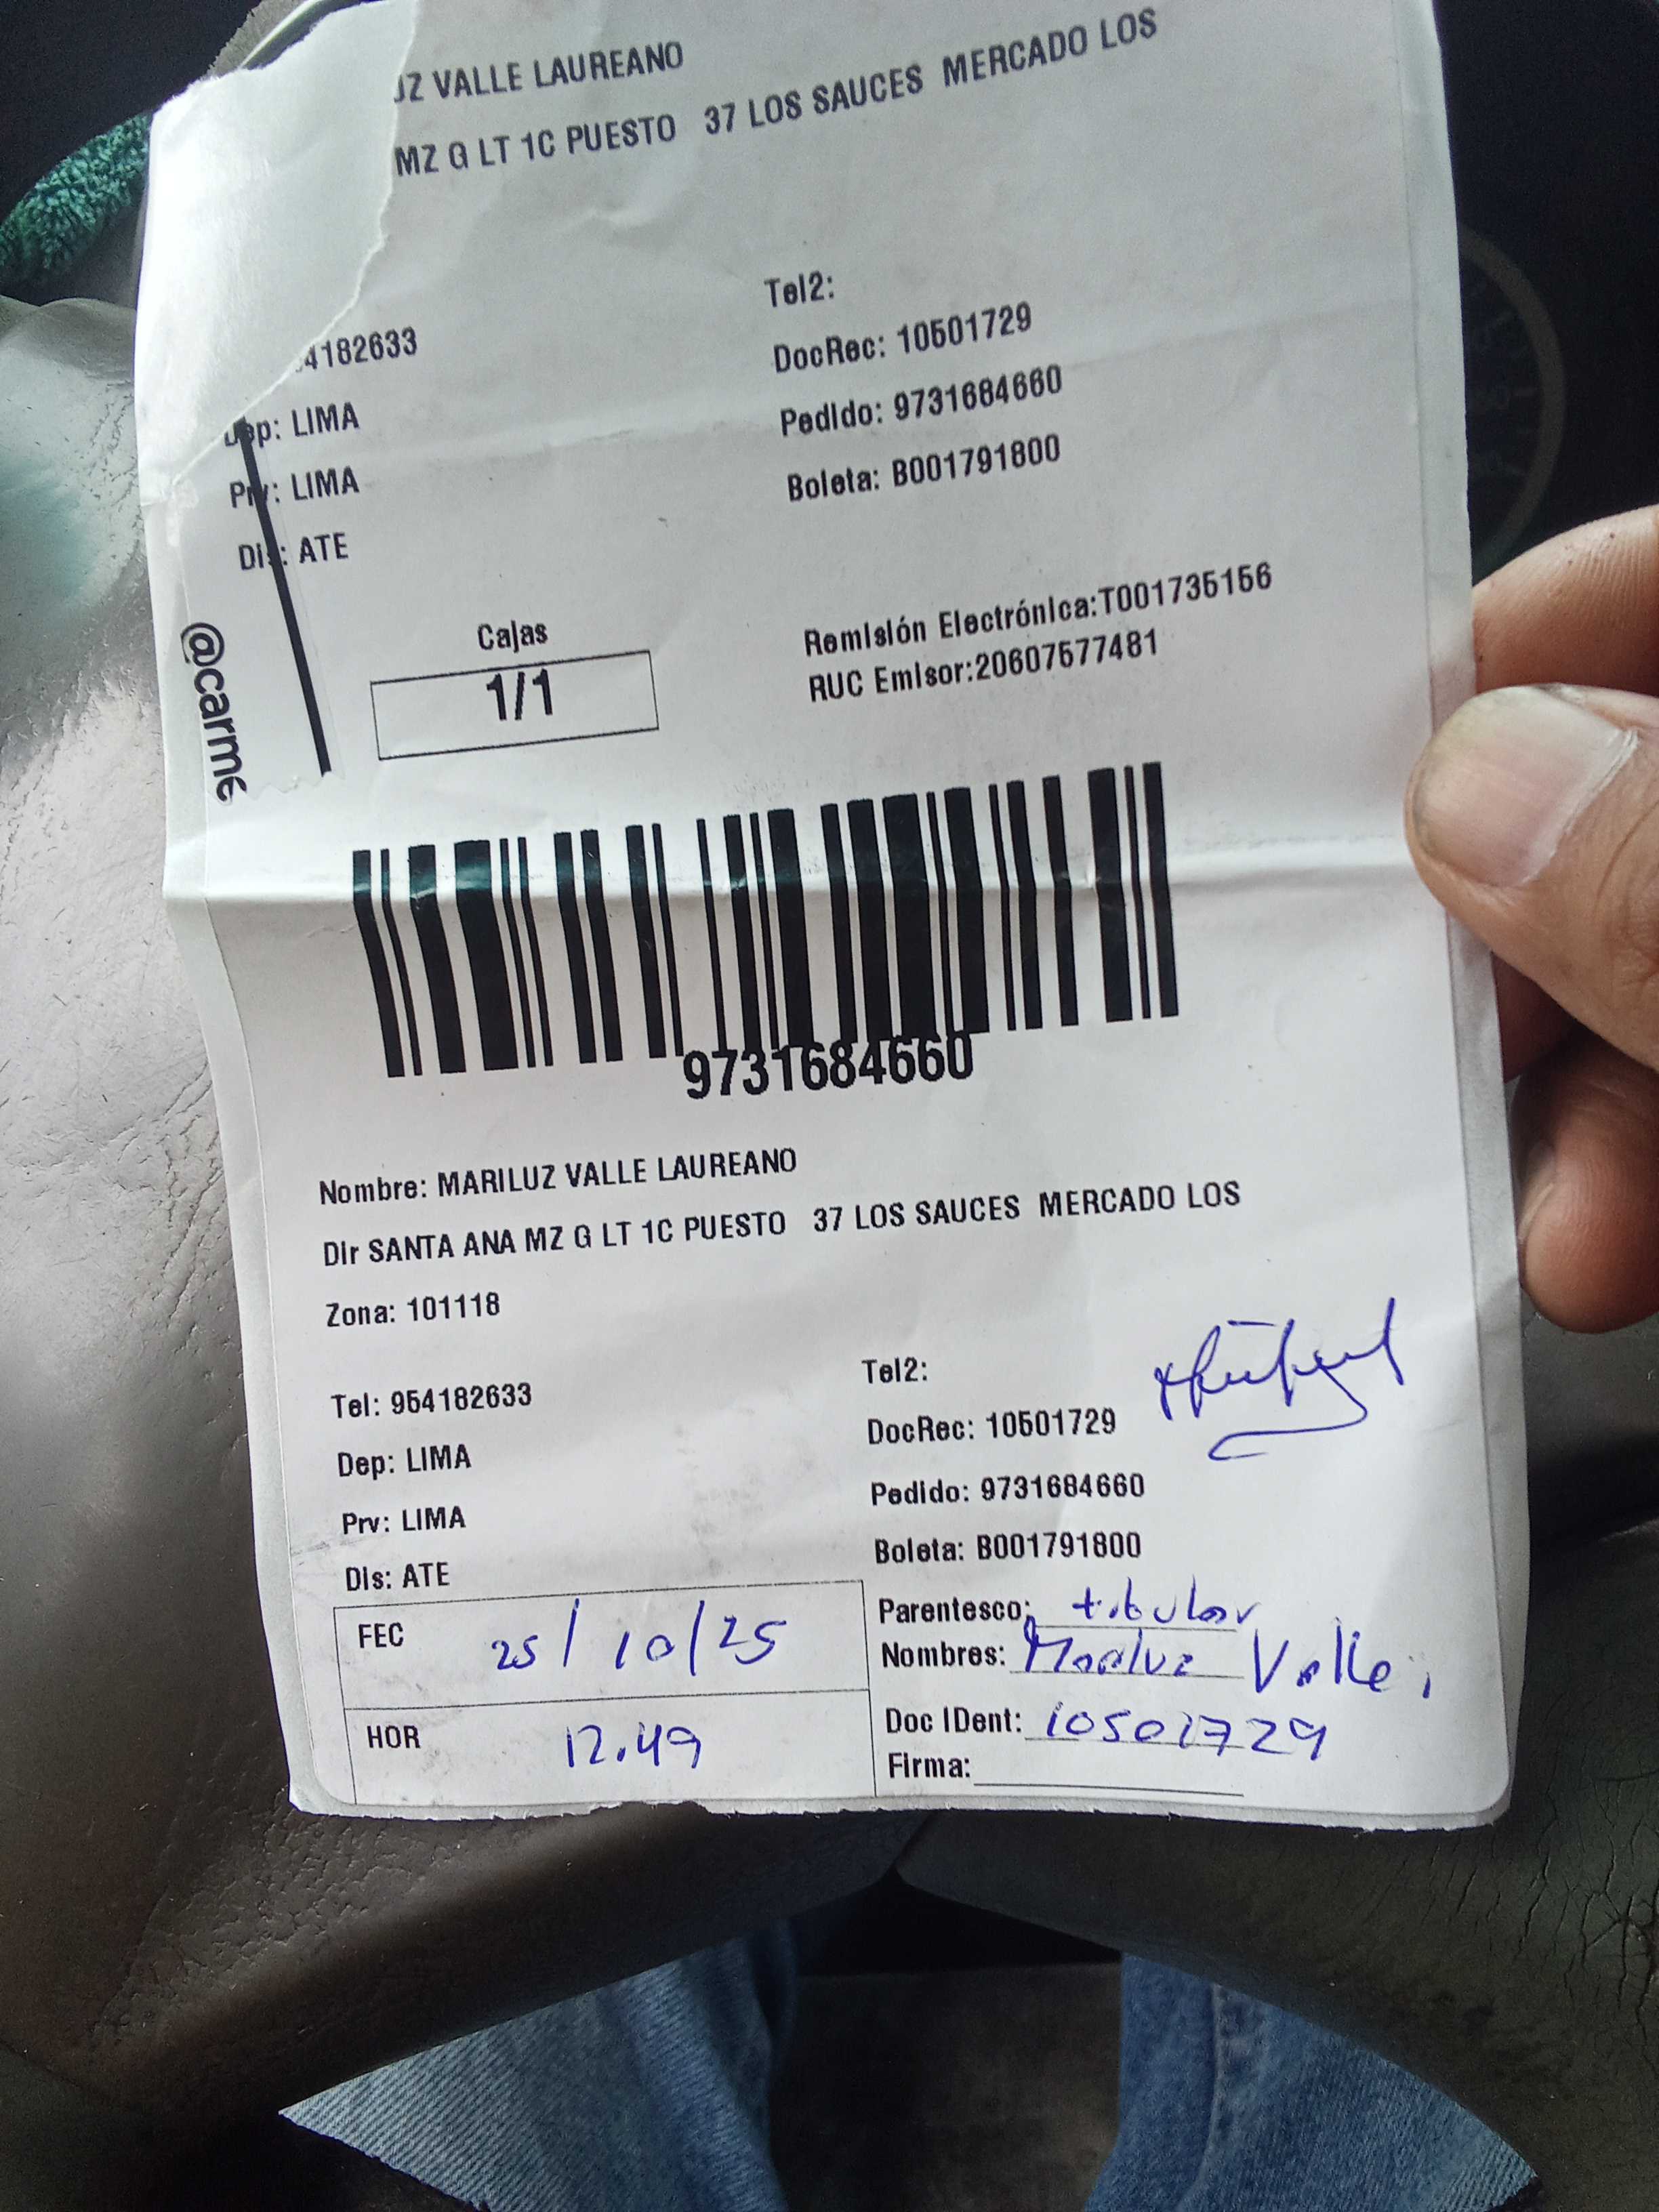 UZ VALLE LAUREANO
MZ G LT 1C PUESTO 37 LOS SAUCES MERCADO LOS
Tel2:
4182633
DocRec: 10501729
Dep: LIMA
Pedido: 9731684660
Prv: LIMA
Boleta: B001791800
Dis: ATE
@carme
Cajas
1/1
Remisión Electrónica:T001735156
RUC Emisor:20607577481
9731684660
Nombre: MARILUZ VALLE LAUREANO
Dir SANTA ANA MZ G LT 1C PUESTO 37 LOS SAUCES MERCADO LOS
Zona: 101118
Tel: 954182633
Tel2:
DocRec: 10501729
Dep: LIMA
Pedido: 9731684660
Prv: LIMA
Boleta: B001791800
Dis: ATE
FEC 25/10/25
Parentesco: titular
Nombres: Mariluz Valle
HOR 12.49
Doc IDent: 10501729
Firma: